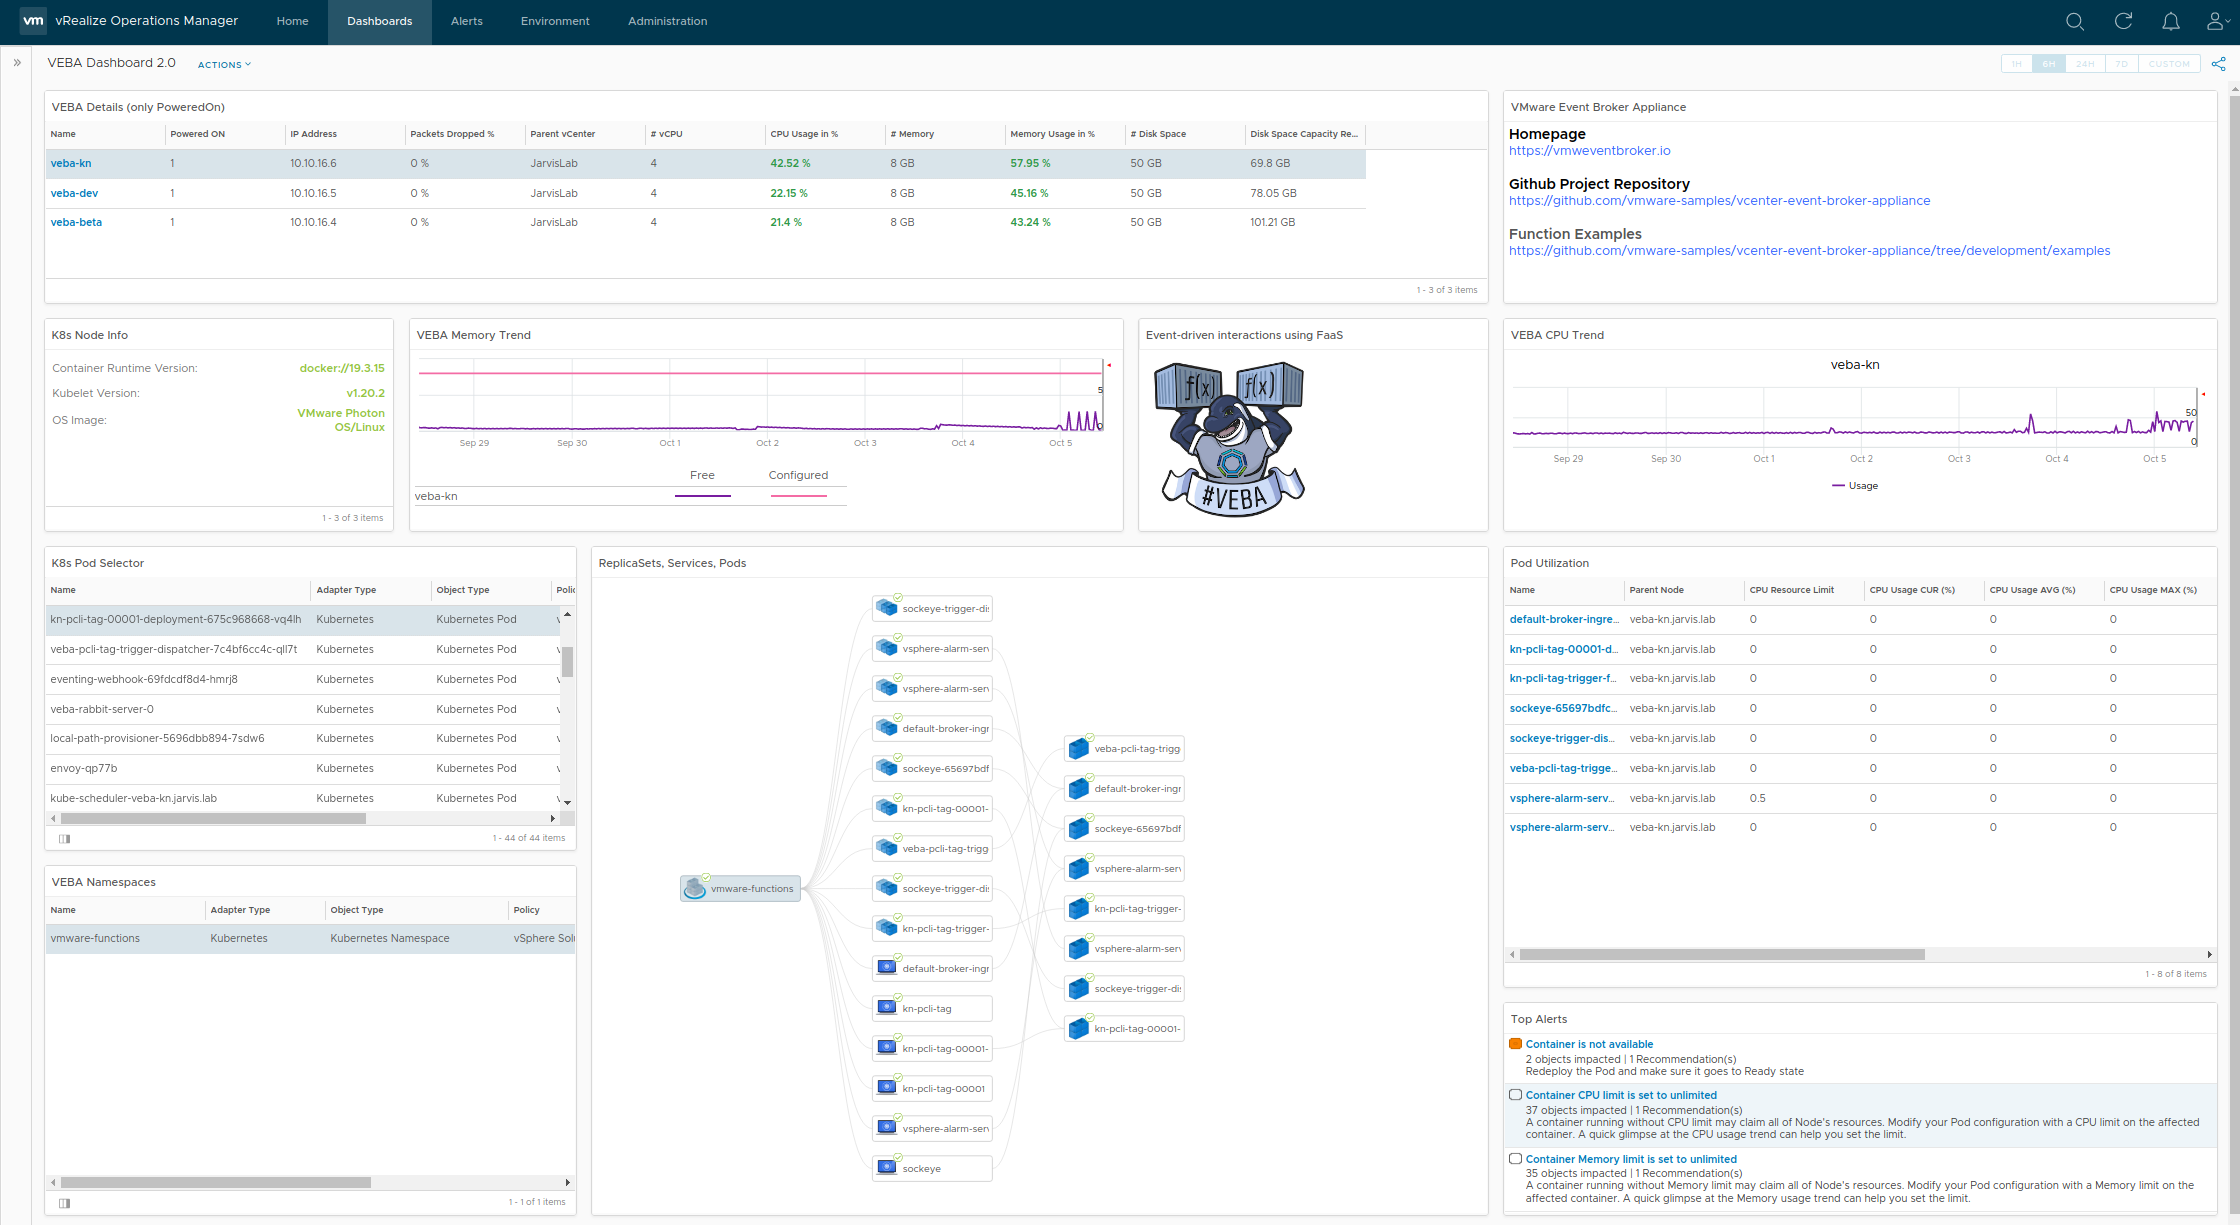 vm vRealize Operations Manager Home Dashboards Alerts Environment Administration
VEBA Dashboard 2.0 ACTIONS
1H 6H 24H 7D CUSTOM
VEBA Details (only PoweredOn)
Name Powered ON IP Address Packets Dropped % Parent vCenter # vCPU CPU Usage in % # Memory Memory Usage in % # Disk Space Disk Space Capacity Re...
veba-kn 1 10.10.16.6 0 % JarvisLab 4 42.52 % 8 GB 57.95 % 50 GB 69.8 GB
veba-dev 1 10.10.16.5 0 % JarvisLab 4 22.15 % 8 GB 45.16 % 50 GB 78.05 GB
veba-beta 1 10.10.16.4 0 % JarvisLab 4 21.4 % 8 GB 43.24 % 50 GB 101.21 GB
1 - 3 of 3 items
VMware Event Broker Appliance
Homepage
https://vmweventbroker.io
Github Project Repository
https://github.com/vmware-samples/vcenter-event-broker-appliance
Function Examples
https://github.com/vmware-samples/vcenter-event-broker-appliance/tree/development/examples
K8s Node Info
Container Runtime Version: docker://19.3.15
Kubelet Version: v1.20.2
OS Image: VMware Photon
OS/Linux
1 - 3 of 3 items
VEBA Memory Trend
5
0
Sep 29 Sep 30 Oct 1 Oct 2 Oct 3 Oct 4 Oct 5
Free Configured
veba-kn
Event-driven interactions using FaaS
f(x) f(x)
#VEBA
VEBA CPU Trend
veba-kn
50
0
Sep 29 Sep 30 Oct 1 Oct 2 Oct 3 Oct 4 Oct 5
Usage
K8s Pod Selector
Name Adapter Type Object Type Polic
kn-pcli-tag-00001-deployment-675c968668-vq4lh Kubernetes Kubernetes Pod v
veba-pcli-tag-trigger-dispatcher-7c4bf6cc4c-qll7t Kubernetes Kubernetes Pod v
eventing-webhook-69fdcdf8d4-hmrj8 Kubernetes Kubernetes Pod v
veba-rabbit-server-0 Kubernetes Kubernetes Pod v
local-path-provisioner-5696dbb894-7sdw6 Kubernetes Kubernetes Pod v
envoy-qp77b Kubernetes Kubernetes Pod v
kube-scheduler-veba-kn.jarvis.lab Kubernetes Kubernetes Pod v
1 - 44 of 44 items
VEBA Namespaces
Name Adapter Type Object Type Policy
vmware-functions Kubernetes Kubernetes Namespace vSphere Sol
1 - 1 of 1 items
ReplicaSets, Services, Pods
vmware-functions
sockeye-trigger-di
vsphere-alarm-serv
vsphere-alarm-serv
default-broker-ingr
sockeye-65697bdf
kn-pcli-tag-00001-
veba-pcli-tag-trigg
sockeye-trigger-di
kn-pcli-tag-trigger-
default-broker-ingr
kn-pcli-tag
kn-pcli-tag-00001-
kn-pcli-tag-00001
vsphere-alarm-serv
sockeye
veba-pcli-tag-trigg
default-broker-ingr
sockeye-65697bdf
vsphere-alarm-serv
kn-pcli-tag-trigger-
vsphere-alarm-serv
sockeye-trigger-di
kn-pcli-tag-00001-
Pod Utilization
Name Parent Node CPU Resource Limit CPU Usage CUR (%) CPU Usage AVG (%) CPU Usage MAX (%)
default-broker-ingre... veba-kn.jarvis.lab 0 0 0 0
kn-pcli-tag-00001-d... veba-kn.jarvis.lab 0 0 0 0
kn-pcli-tag-trigger-f... veba-kn.jarvis.lab 0 0 0 0
sockeye-65697bdfc... veba-kn.jarvis.lab 0 0 0 0
sockeye-trigger-dis... veba-kn.jarvis.lab 0 0 0 0
veba-pcli-tag-trigge... veba-kn.jarvis.lab 0 0 0 0
vsphere-alarm-serv... veba-kn.jarvis.lab 0.5 0 0 0
vsphere-alarm-serv... veba-kn.jarvis.lab 0 0 0 0
1 - 8 of 8 items
Top Alerts
Container is not available
2 objects impacted | 1 Recommendation(s)
Redeploy the Pod and make sure it goes to Ready state
Container CPU limit is set to unlimited
37 objects impacted | 1 Recommendation(s)
A container running without CPU limit may claim all of Node's resources. Modify your Pod configuration with a CPU limit on the affected
container. A quick glimpse at the CPU usage trend can help you set the limit.
Container Memory limit is set to unlimited
35 objects impacted | 1 Recommendation(s)
A container running without Memory limit may claim all of Node's resources. Modify your Pod configuration with a Memory limit on the
affected container. A quick glimpse at the Memory usage trend can help you set the limit.